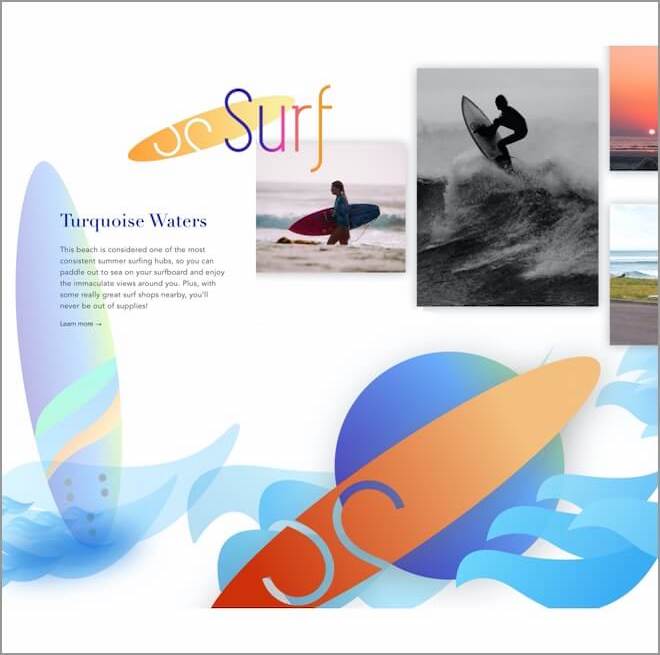 Surf
Turquoise Waters
This beach is considered one of the most
consistent summer surfing hubs, so you can
paddle out to sea on your surfboard and enjoy
the immaculate views around you. Plus, with
some really great surf shops nearby, you'll
never be out of supplies!
Learn more →